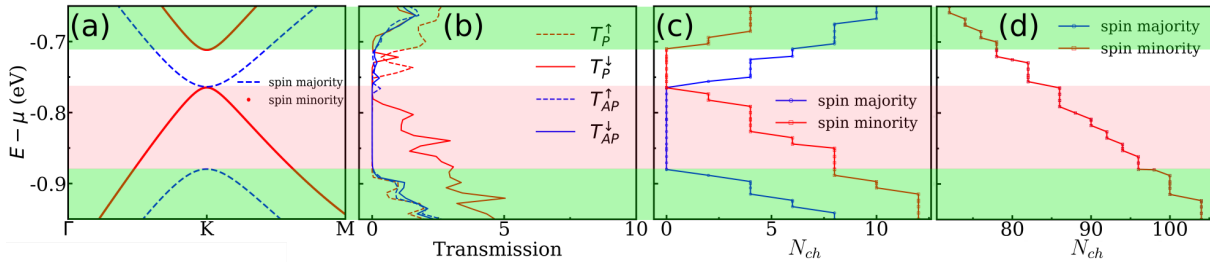 (a)
(b)
(c)
(d)
E − μ (eV)
-0.7
-0.8
-0.9
spin majority
spin minority
Γ
K
M
T_P^↑
T_P^↓
T_AP^↑
T_AP^↓
0
5
10
Transmission
spin majority
spin minority
0
5
10
N_ch
spin majority
spin minority
80
90
100
N_ch